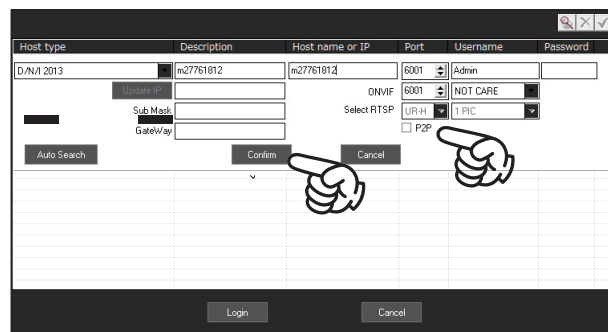 Host type Description Host name or IP Port Username Password
D/N/I 2013 m27761812 m27761812 6001 Admin
Update IP ONVIF 6001 NOT CARE
Sub Mask Select RTSP UR-H 1 PIC
GateWay P2P
Auto Search Confirm Cancel
Login Cancel